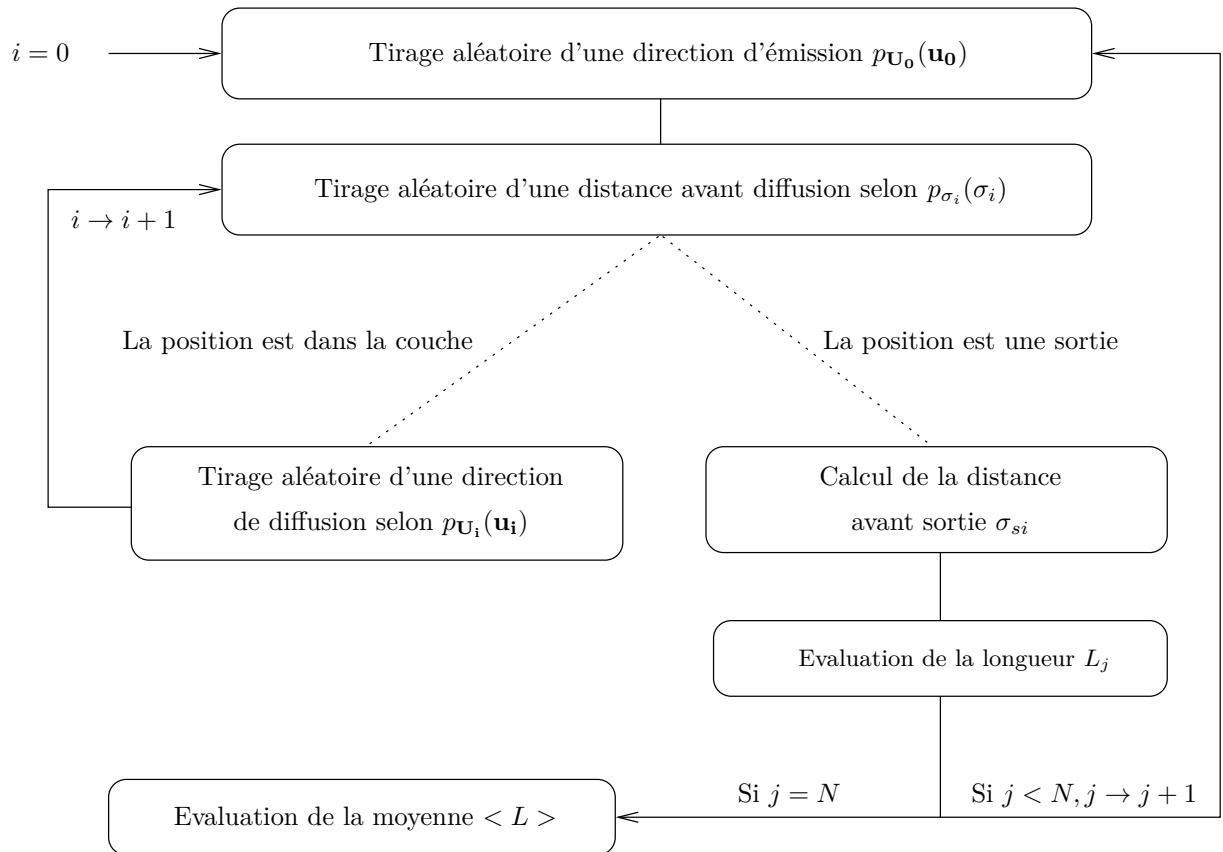 i = 0
Tirage aléatoire d'une direction d'émission p_{U_0}(u_0)
Tirage aléatoire d'une distance avant diffusion selon p_{σ_i}(σ_i)
i → i + 1
La position est dans la couche
La position est une sortie
Tirage aléatoire d'une direction
de diffusion selon p_{U_i}(u_i)
Calcul de la distance
avant sortie σ_{si}
Evaluation de la longueur L_j
Si j = N
Si j < N, j → j + 1
Evaluation de la moyenne < L >